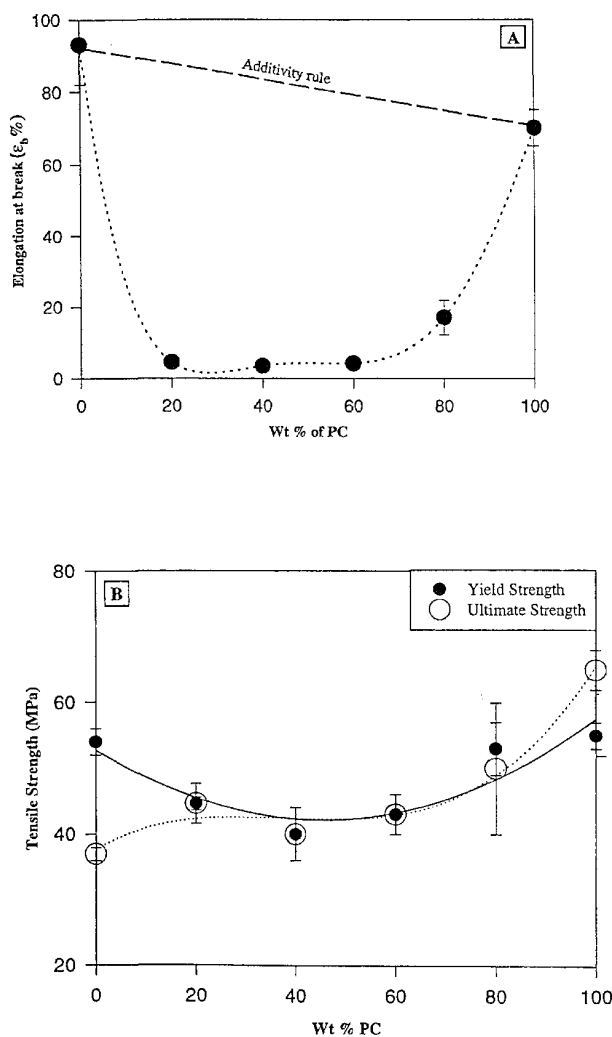 100
A
Additivity rule
80
60
40
20
0
Elongation at break (ε_b %)
0 20 40 60 80 100
Wt % of PC
80
B
Yield Strength
Ultimate Strength
60
40
20
Tensile Strength (MPa)
0 20 40 60 80 100
Wt % PC